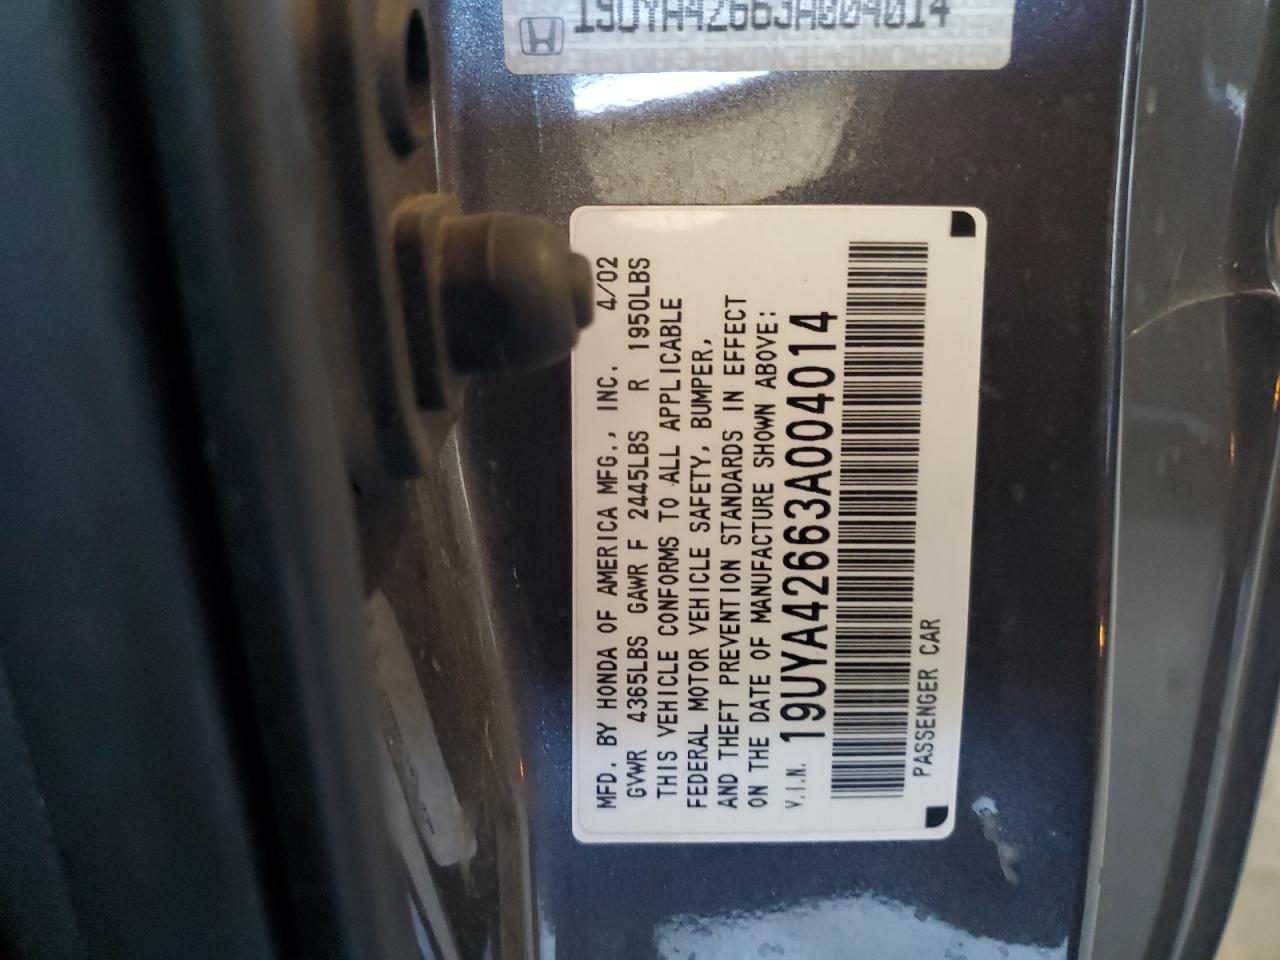 19UYA42663A004014
MFD. BY HONDA OF AMERICA MFG., INC. 4/02
GVWR 4365LBS GAWR F 2445LBS R 1950LBS
THIS VEHICLE CONFORMS TO ALL APPLICABLE
FEDERAL MOTOR VEHICLE SAFETY, BUMPER,
AND THEFT PREVENTION STANDARDS IN EFFECT
ON THE DATE OF MANUFACTURE SHOWN ABOVE:
V.I.N. 19UYA42663A004014
PASSENGER CAR